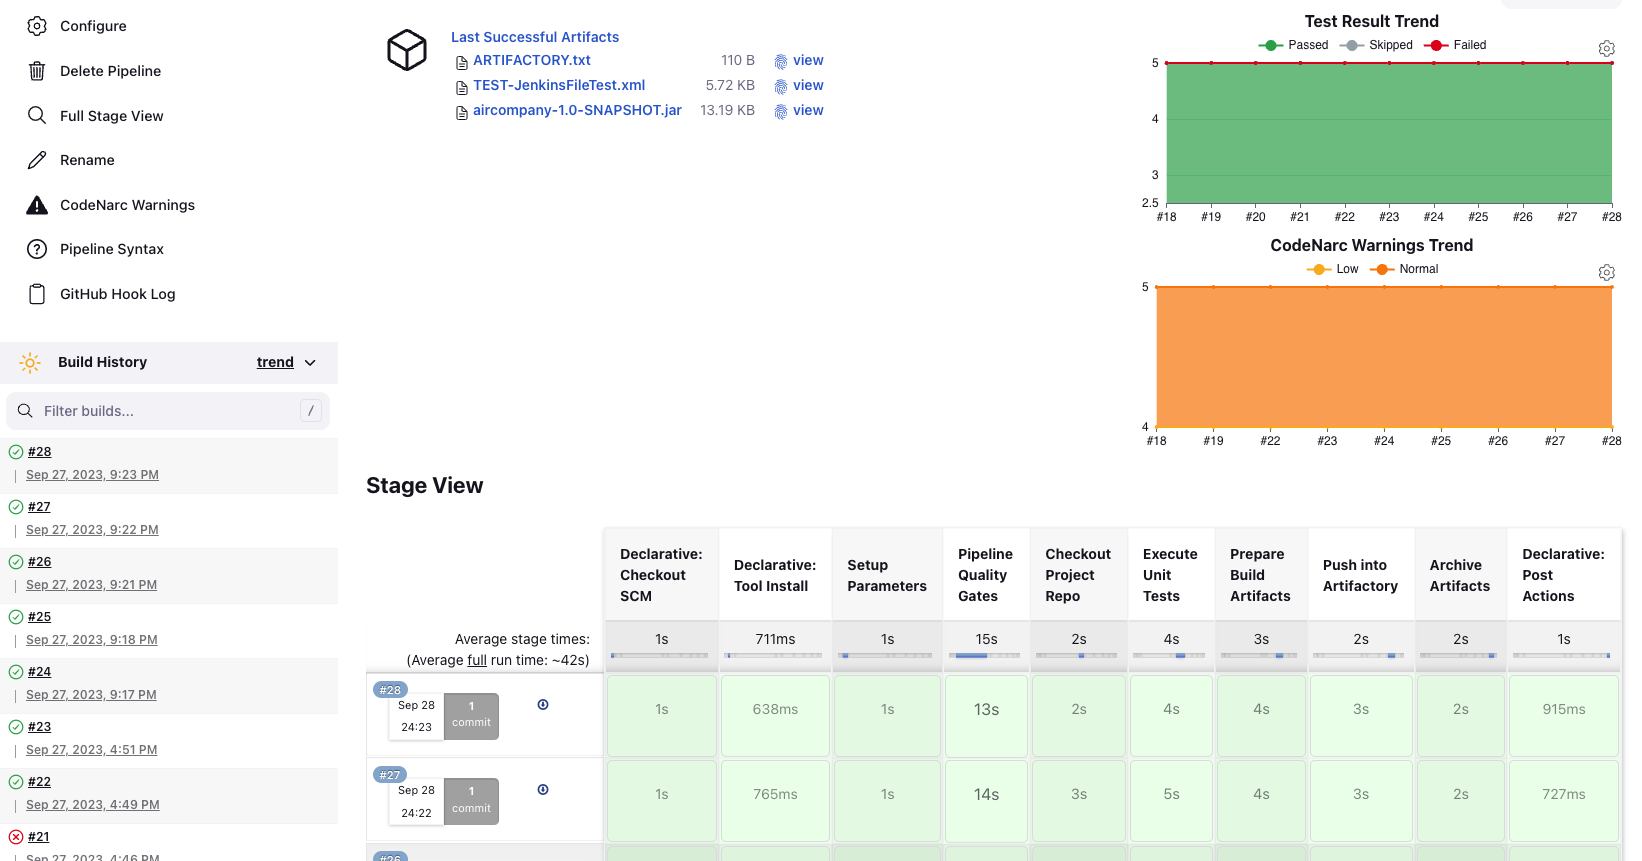 Configure
Delete Pipeline
Full Stage View
Rename
CodeNarc Warnings
Pipeline Syntax
GitHub Hook Log
Build History trend
Filter builds... /
#28
Sep 27, 2023, 9:23 PM
#27
Sep 27, 2023, 9:22 PM
#26
Sep 27, 2023, 9:21 PM
#25
Sep 27, 2023, 9:18 PM
#24
Sep 27, 2023, 9:17 PM
#23
Sep 27, 2023, 4:51 PM
#22
Sep 27, 2023, 4:49 PM
#21
Sep 27, 2023, 4:46 PM
Last Successful Artifacts
ARTIFACTORY.txt 110 B view
TEST-JenkinsFileTest.xml 5.72 KB view
aircompany-1.0-SNAPSHOT.jar 13.19 KB view
Test Result Trend
Passed Skipped Failed
5
4
3
2.5
#18 #19 #20 #21 #22 #23 #24 #25 #26 #27 #28
CodeNarc Warnings Trend
Low Normal
5
4
#18 #19 #22 #23 #24 #25 #26 #27 #28
Stage View
Declarative: Checkout SCM
Declarative: Tool Install
Setup Parameters
Pipeline Quality Gates
Checkout Project Repo
Execute Unit Tests
Prepare Build Artifacts
Push into Artifactory
Archive Artifacts
Declarative: Post Actions
Average stage times: 1s 711ms 1s 15s 2s 4s 3s 2s 2s 1s
(Average full run time: ~42s)
#28
Sep 28 1
24:23 commit
1s 638ms 1s 13s 2s 4s 4s 3s 2s 915ms
#27
Sep 28 1
24:22 commit
1s 765ms 1s 14s 3s 5s 4s 3s 2s 727ms
#26